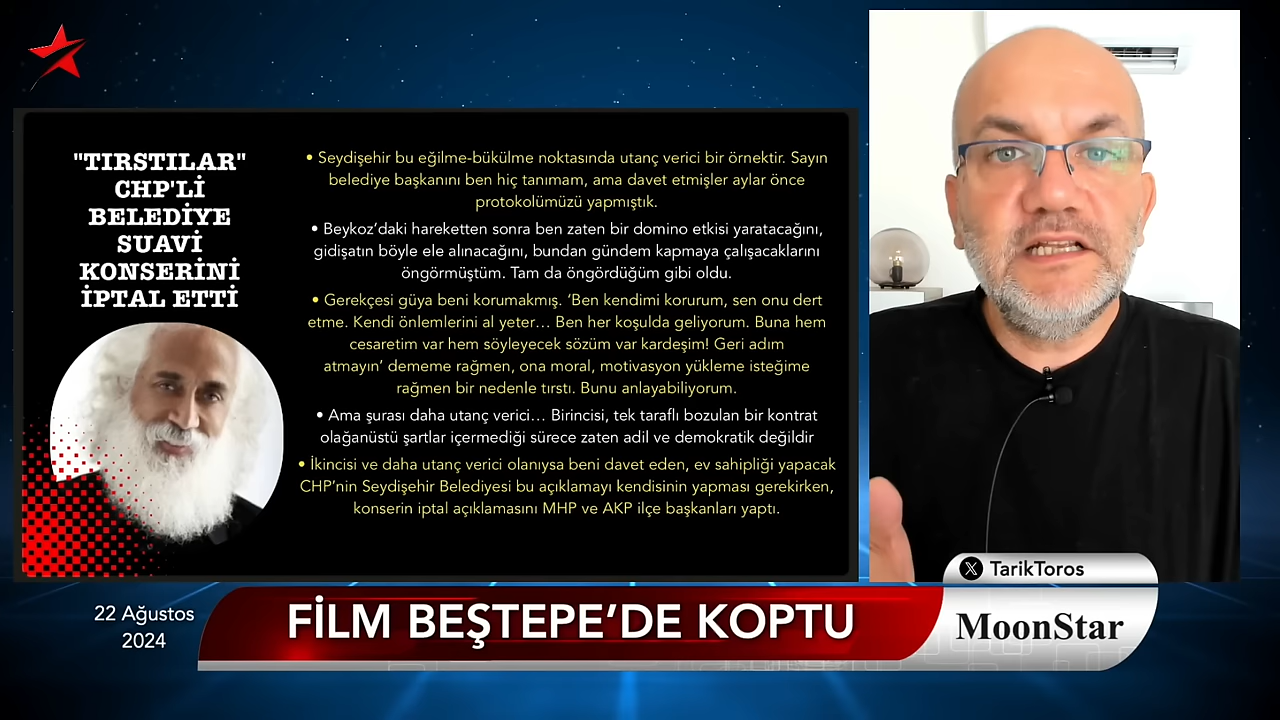 "TIRSTILAR"
CHP'Lİ
BELEDİYE
SUAVİ
KONSERİNİ
İPTAL ETTİ
• Seydişehir bu eğilme-bükülme noktasında utanç verici bir örnektir. Sayın
belediye başkanını ben hiç tanımam, ama davet etmişler aylar önce
protokolümüzü yapmıştık.
• Beykoz'daki hareketten sonra ben zaten bir domino etkisi yaratacağını,
gidişatın böyle ele alınacağını, bundan gündem kapmaya çalışacaklarını
öngörmüştüm. Tam da öngördüğüm gibi oldu.
• Gerekçesi güya beni korumakmış. 'Ben kendimi korurum, sen onu dert
etme. Kendi önlemlerini al yeter... Ben her koşulda geliyorum. Buna hem
cesaretim var hem söyleyecek sözüm var kardeşim! Geri adım
atmayın' dememe rağmen, ona moral, motivasyon yükleme isteğime
rağmen bir nedenle tırstı. Bunu anlayabiliyorum.
• Ama şurası daha utanç verici... Birincisi, tek taraflı bozulan bir kontrat
olağanüstü şartlar içermediği sürece zaten adil ve demokratik değildir
• İkincisi ve daha utanç verici olanıysa beni davet eden, ev sahipliği yapacak
CHP'nin Seydişehir Belediyesi bu açıklamayı kendisinin yapması gerekirken,
konserin iptal açıklamasını MHP ve AKP ilçe başkanları yaptı.
X TarikToros
22 Ağustos
2024
FİLM BEŞTEPE'DE KOPTU
MoonStar